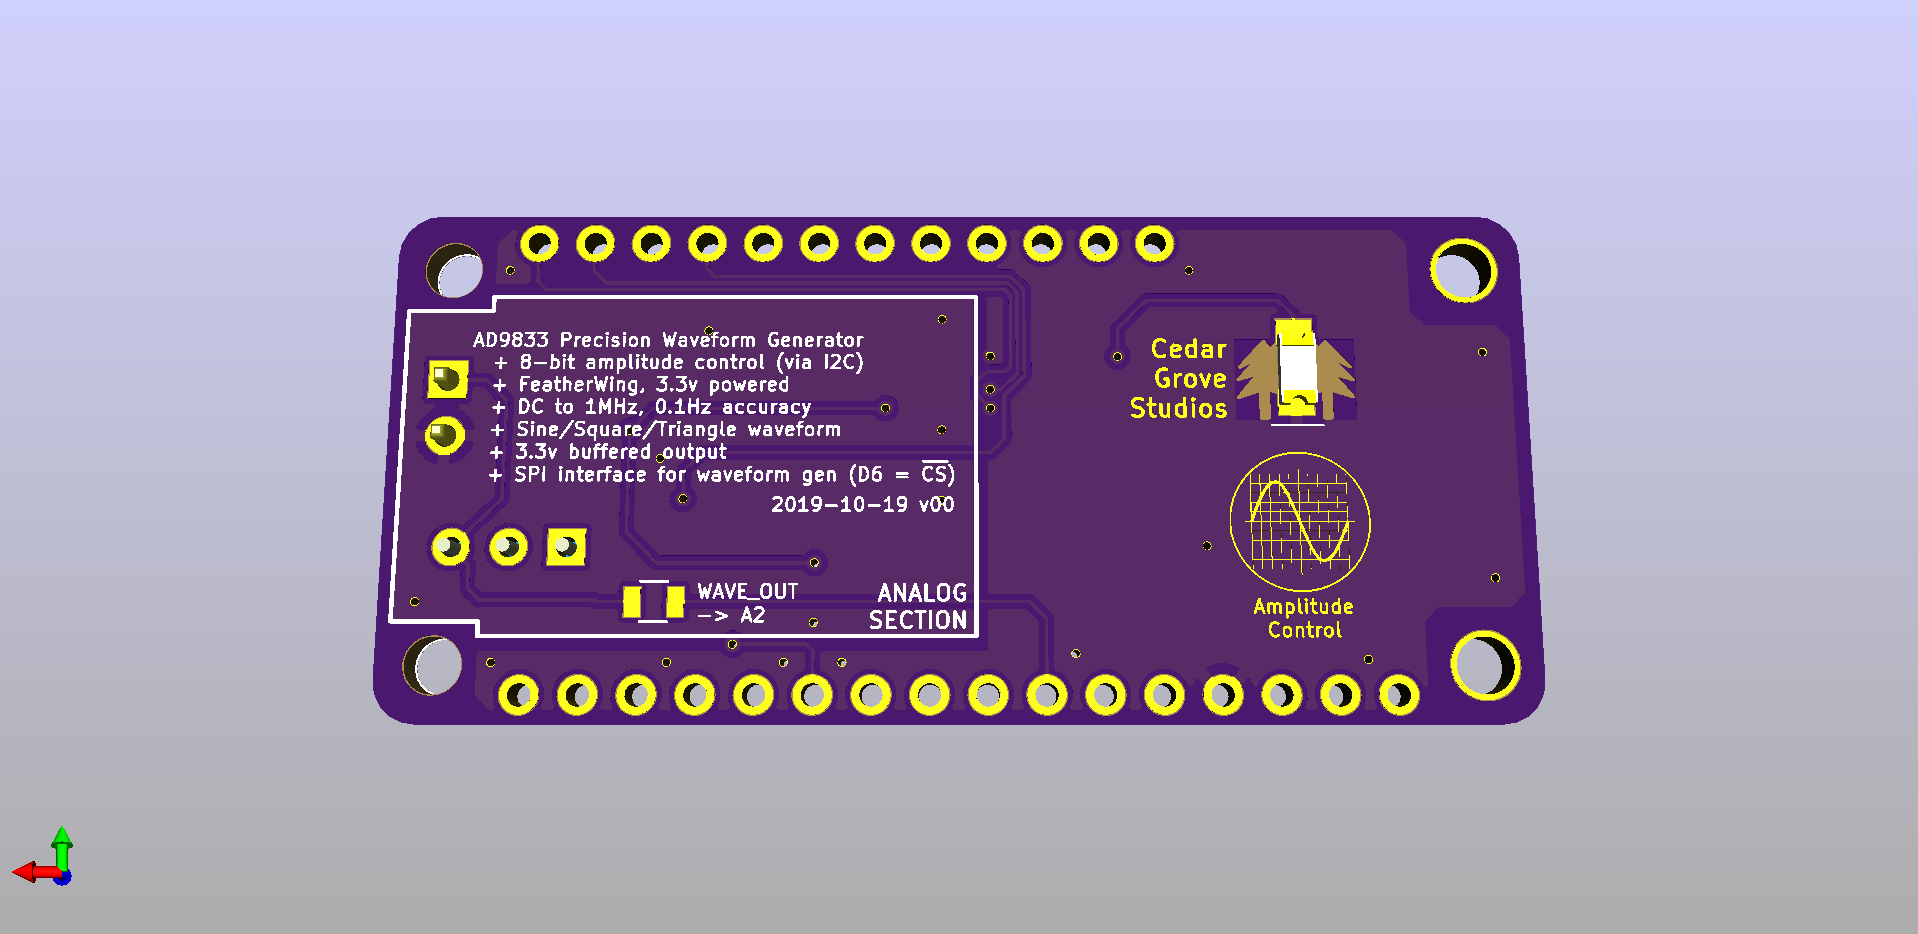 AD9833 Precision Waveform Generator
+ 8-bit amplitude control (via I2C)
+ FeatherWing, 3.3v powered
+ DC to 1MHz, 0.1Hz accuracy
+ Sine/Square/Triangle waveform
+ 3.3v buffered output
+ SPI interface for waveform gen (D6 = C̅S̅)
2019-10-19 v00
WAVE_OUT
-> A2
ANALOG
SECTION
Cedar
Grove
Studios
Amplitude
Control